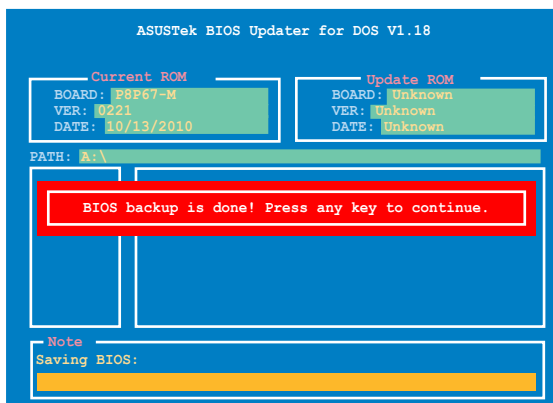 ASUSTek BIOS Updater for DOS V1.18
Current ROM
BOARD: P8P67-M
VER: 0221
DATE: 10/13/2010
Update ROM
BOARD: Unknown
VER: Unknown
DATE: Unknown
PATH: A:\
BIOS backup is done! Press any key to continue.
Note
Saving BIOS: